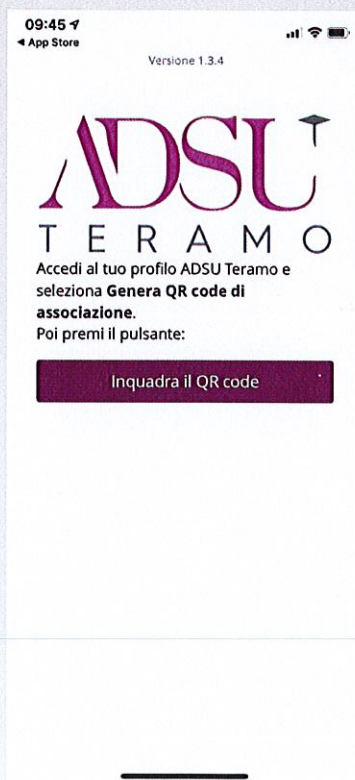 09:45
◀ App Store
Versione 1.3.4
ADSU
TERAMO
Accedi al tuo profilo ADSU Teramo e
seleziona Genera QR code di
associazione.
Poi premi il pulsante:
Inquadra il QR code